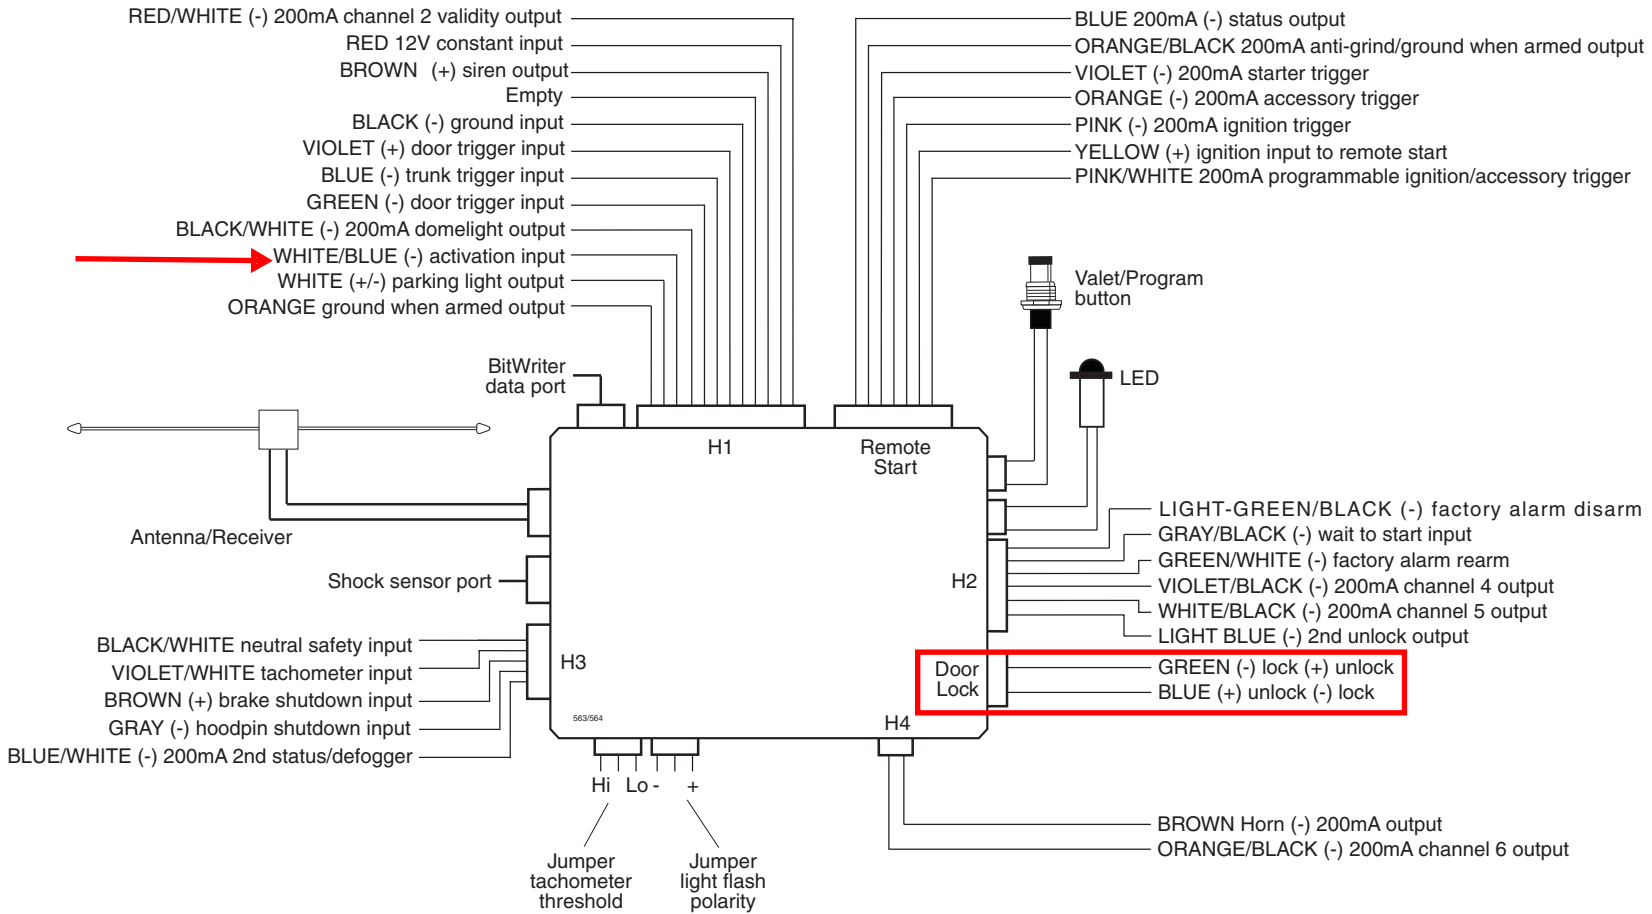 RED/WHITE (-) 200mA channel 2 validity output
RED 12V constant input
BROWN (+) siren output
Empty
BLACK (-) ground input
VIOLET (+) door trigger input
BLUE (-) trunk trigger input
GREEN (-) door trigger input
BLACK/WHITE (-) 200mA domelight output
WHITE/BLUE (-) activation input
WHITE (+/-) parking light output
ORANGE ground when armed output
BLUE 200mA (-) status output
ORANGE/BLACK 200mA anti-grind/ground when armed output
VIOLET (-) 200mA starter trigger
ORANGE (-) 200mA accessory trigger
PINK (-) 200mA ignition trigger
YELLOW (+) ignition input to remote start
PINK/WHITE 200mA programmable ignition/accessory trigger
Valet/Program
button
LED
BitWriter
data port
H1
Remote
Start
Antenna/Receiver
Shock sensor port
H2
LIGHT-GREEN/BLACK (-) factory alarm disarm
GRAY/BLACK (-) wait to start input
GREEN/WHITE (-) factory alarm rearm
VIOLET/BLACK (-) 200mA channel 4 output
WHITE/BLACK (-) 200mA channel 5 output
LIGHT BLUE (-) 2nd unlock output
BLACK/WHITE neutral safety input
VIOLET/WHITE tachometer input
BROWN (+) brake shutdown input
GRAY (-) hoodpin shutdown input
BLUE/WHITE (-) 200mA 2nd status/defogger
H3
563/564
Door
Lock
GREEN (-) lock (+) unlock
BLUE (+) unlock (-) lock
H4
Hi Lo - +
Jumper
tachometer
threshold
Jumper
light flash
polarity
BROWN Horn (-) 200mA output
ORANGE/BLACK (-) 200mA channel 6 output